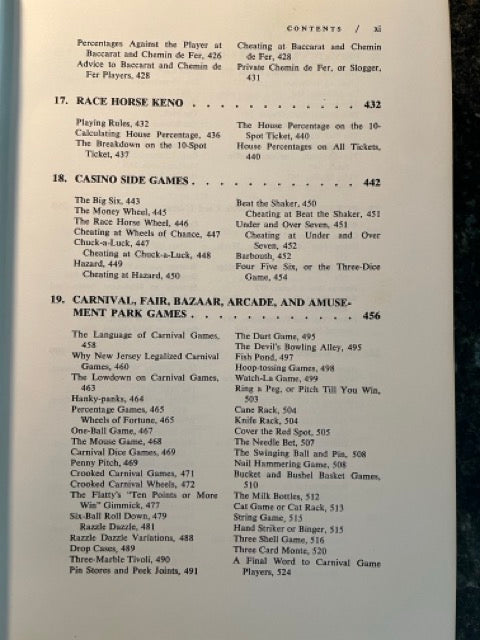 CONTENTS / xi
Percentages Against the Player at
Baccarat and Chemin de Fer, 426
Advice to Baccarat and Chemin de
Fer Players, 428
Cheating at Baccarat and Chemin
de Fer, 428
Private Chemin de Fer, or Slogger,
431
17. RACE HORSE KENO . . . . . . . . . . . . 432
Playing Rules, 432
Calculating House Percentage, 436
The Breakdown on the 10-Spot
Ticket, 437
The House Percentage on the 10-
Spot Ticket, 440
House Percentages on All Tickets,
440
18. CASINO SIDE GAMES . . . . . . . . . . . . 442
The Big Six, 443
The Money Wheel, 445
The Race Horse Wheel, 446
Cheating at Wheels of Chance, 447
Chuck-a-Luck, 447
Cheating at Chuck-a-Luck, 448
Hazard, 449
Cheating at Hazard, 450
Beat the Shaker, 450
Cheating at Beat the Shaker, 451
Under and Over Seven, 451
Cheating at Under and Over
Seven, 452
Barbouth, 452
Four Five Six, or the Three-Dice
Game, 454
19. CARNIVAL, FAIR, BAZAAR, ARCADE, AND AMUSE-
MENT PARK GAMES . . . . . . . . . . . . 456
The Language of Carnival Games,
458
Why New Jersey Legalized Carnival
Games, 460
The Lowdown on Carnival Games,
463
Hanky-panks, 464
Percentage Games, 465
Wheels of Fortune, 465
One-Ball Game, 467
The Mouse Game, 468
Carnival Dice Games, 469
Penny Pitch, 469
Crooked Carnival Games, 471
Crooked Carnival Wheels, 472
The Flatty's "Ten Points or More
Win" Gimmick, 477
Six-Ball Roll Down, 479
Razzle Dazzle, 481
Razzle Dazzle Variations, 488
Drop Cases, 489
Three-Marble Tivoli, 490
Pin Stores and Peek Joints, 491
The Dart Game, 495
The Devil's Bowling Alley, 495
Fish Pond, 497
Hoop-tossing Games, 498
Watch-La Game, 499
Ring a Peg, or Pitch Till You Win,
503
Cane Rack, 504
Knife Rack, 504
Cover the Red Spot, 505
The Needle Bet, 507
The Swinging Ball and Pin, 508
Nail Hammering Game, 508
Bucket and Bushel Basket Games,
510
The Milk Bottles, 512
Cat Game or Cat Rack, 513
String Game, 515
Hand Striker or Binger, 515
Three Shell Game, 516
Three Card Monte, 520
A Final Word to Carnival Game
Players, 524